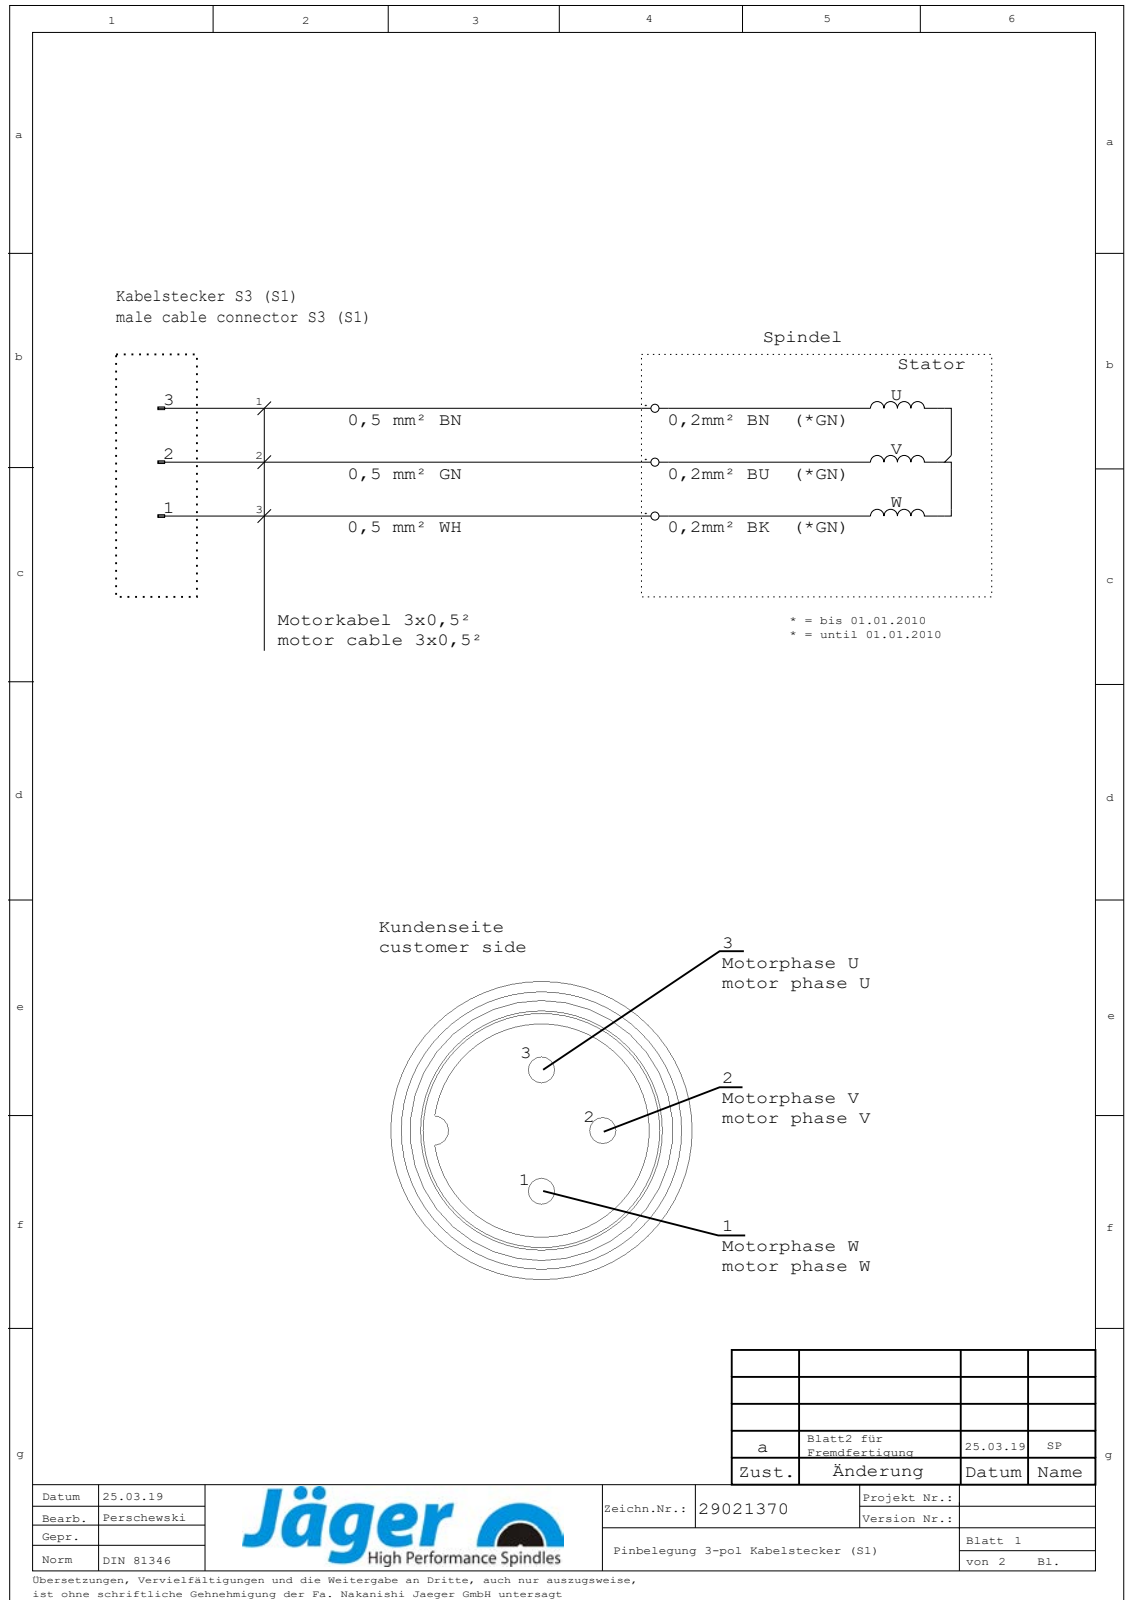 1 2 3 4 5 6
a a
Kabelstecker S3 (S1)
male cable connector S3 (S1)
Spindel
Stator
b b
3 1 0,5 mm² BN 0,2mm² BN (*GN) U
2 2 0,5 mm² GN 0,2mm² BU (*GN) V
1 3 0,5 mm² WH 0,2mm² BK (*GN) W
c c
Motorkabel 3x0,5²
motor cable 3x0,5²
* = bis 01.01.2010
* = until 01.01.2010
d d
Kundenseite
customer side
3
Motorphase U
motor phase U
e e
3
2
Motorphase V
motor phase V
2
1
1
Motorphase W
motor phase W
f f
g g
a Blatt2 für 25.03.19 SP
Fremdfertigung
Zust. Änderung Datum Name
Datum 25.03.19
Bearb. Perschewski
Gepr.
Norm DIN 81346
Jäger
High Performance Spindles
Zeichn.Nr.: 29021370
Projekt Nr.:
Version Nr.:
Pinbelegung 3-pol Kabelstecker (S1)
Blatt 1
von 2 Bl.
Übersetzungen, Vervielfältigungen und die Weitergabe an Dritte, auch nur auszugsweise,
ist ohne schriftliche Gehnehmigung der Fa. Nakanishi Jaeger GmbH untersagt